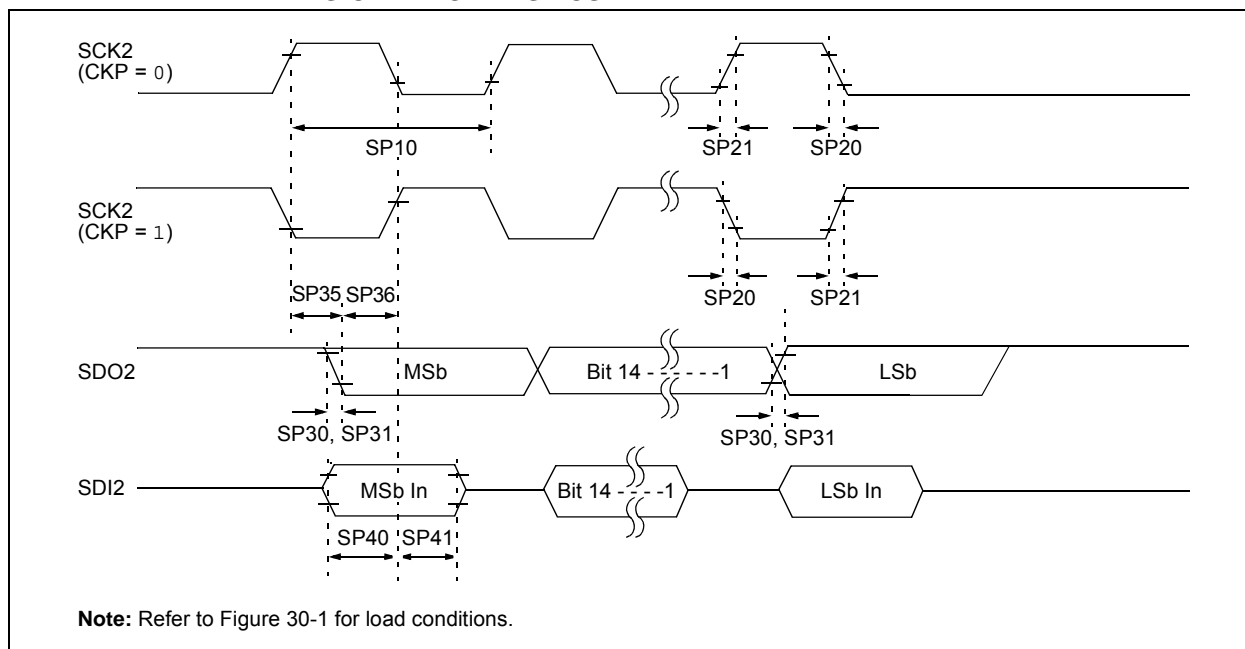 SCK2
(CKP = 0)
SP10
SP21
SP20
SCK2
(CKP = 1)
SP35
SP36
SP20
SP21
SDO2
MSb
Bit 14 - - - - - -1
LSb
SP30, SP31
SP30, SP31
SDI2
MSb In
Bit 14 - - - -1
LSb In
SP40
SP41
Note: Refer to Figure 30-1 for load conditions.